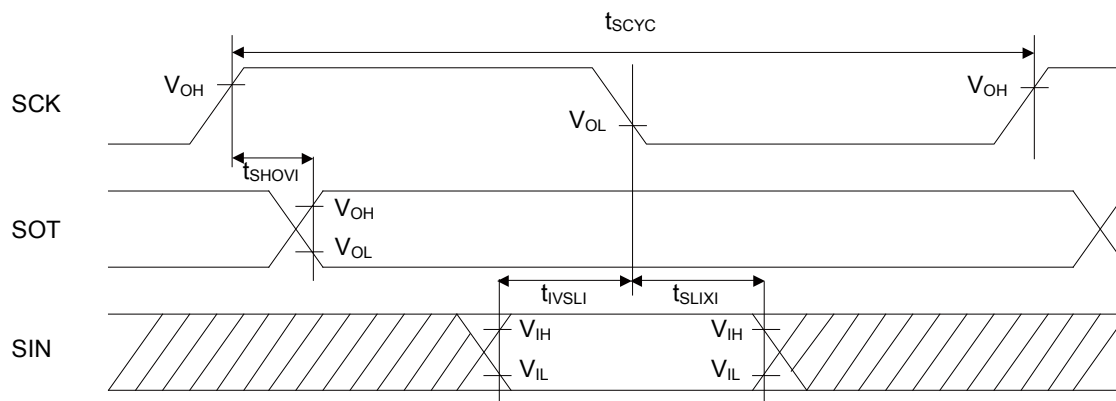 tSCYC
SCK
VOH
VOL
VOH
tSHOVI
SOT
VOH
VOL
tIVSLI
tSLIXI
SIN
VIH
VIH
VIL
VIL